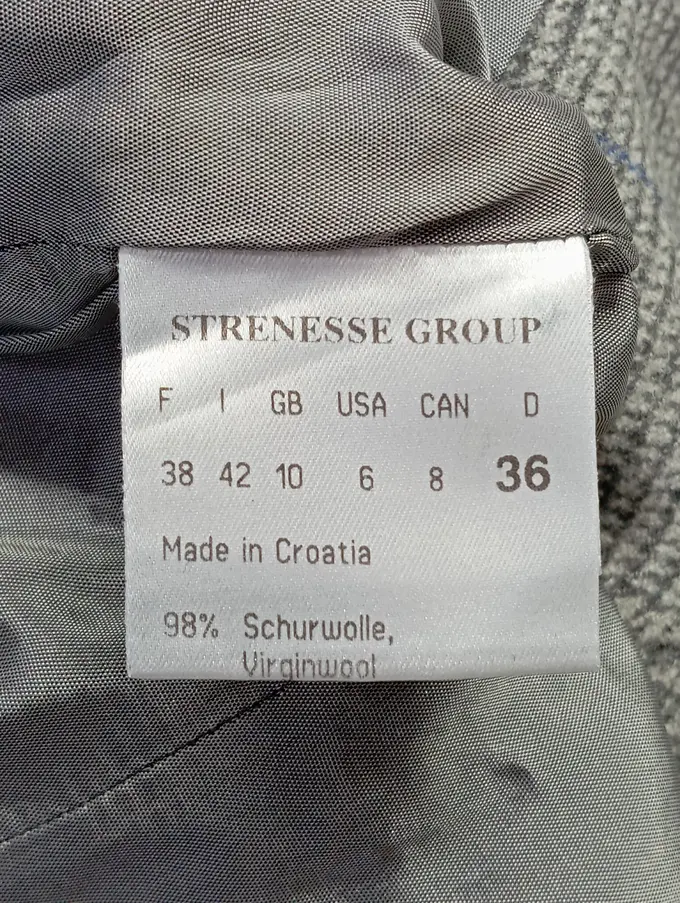 STRENESSE GROUP
F I GB USA CAN D
38 42 10 6 8 36
Made in Croatia
98% Schurwolle,
Virginwool